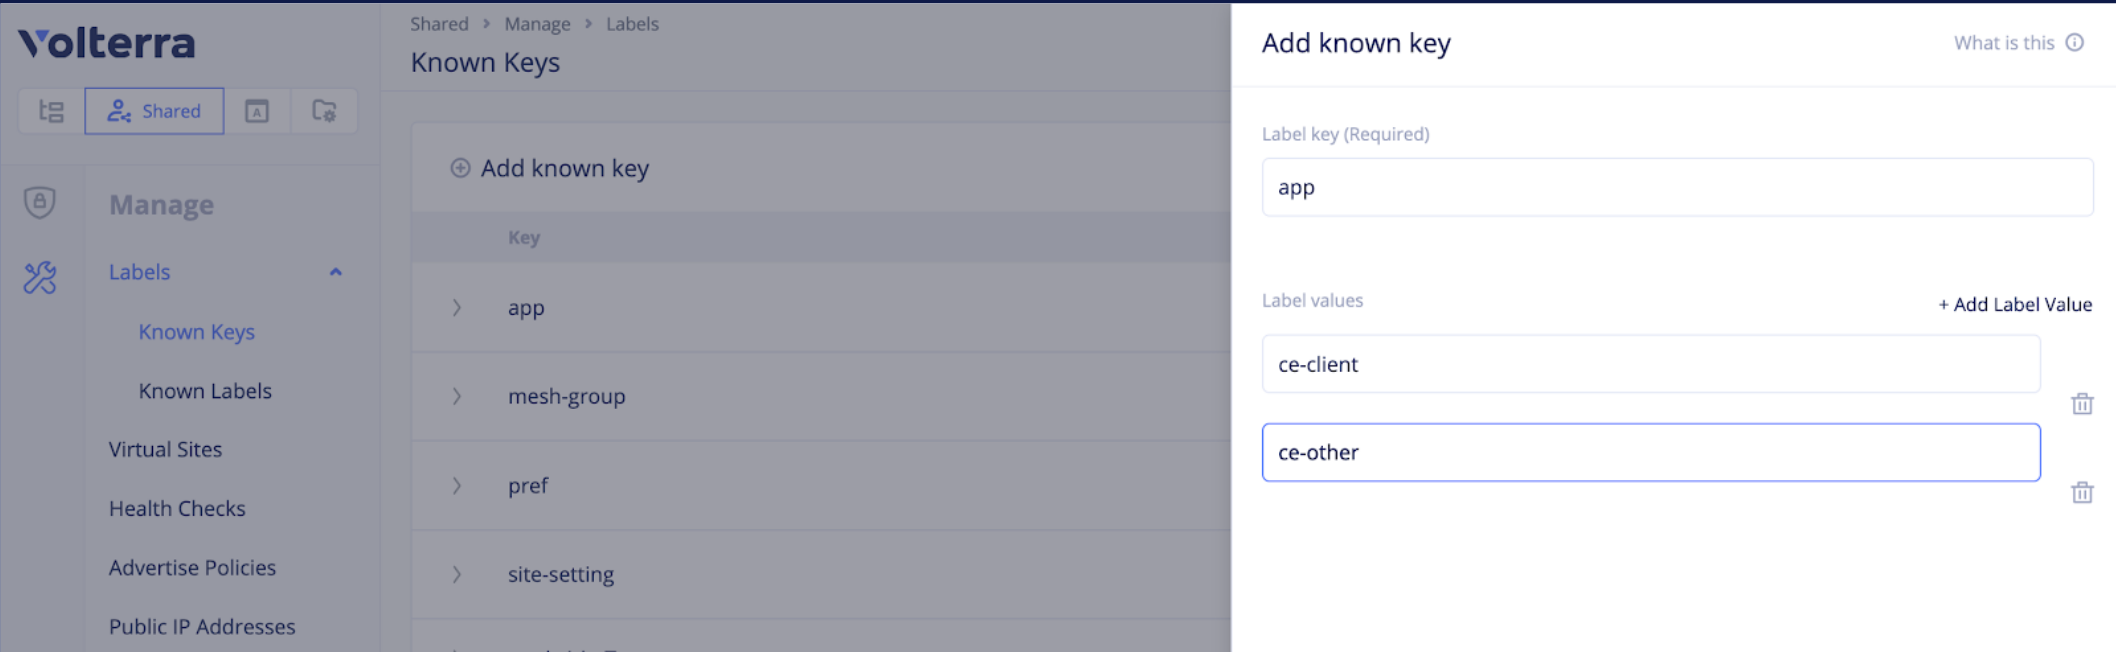 Volterra
Shared
Manage
Labels
Known Keys
Known Labels
Virtual Sites
Health Checks
Advertise Policies
Public IP Addresses
Shared > Manage > Labels
Known Keys
Add known key
Key
app
mesh-group
pref
site-setting
Add known key
What is this
Label key (Required)
app
Label values
+ Add Label Value
ce-client
ce-other